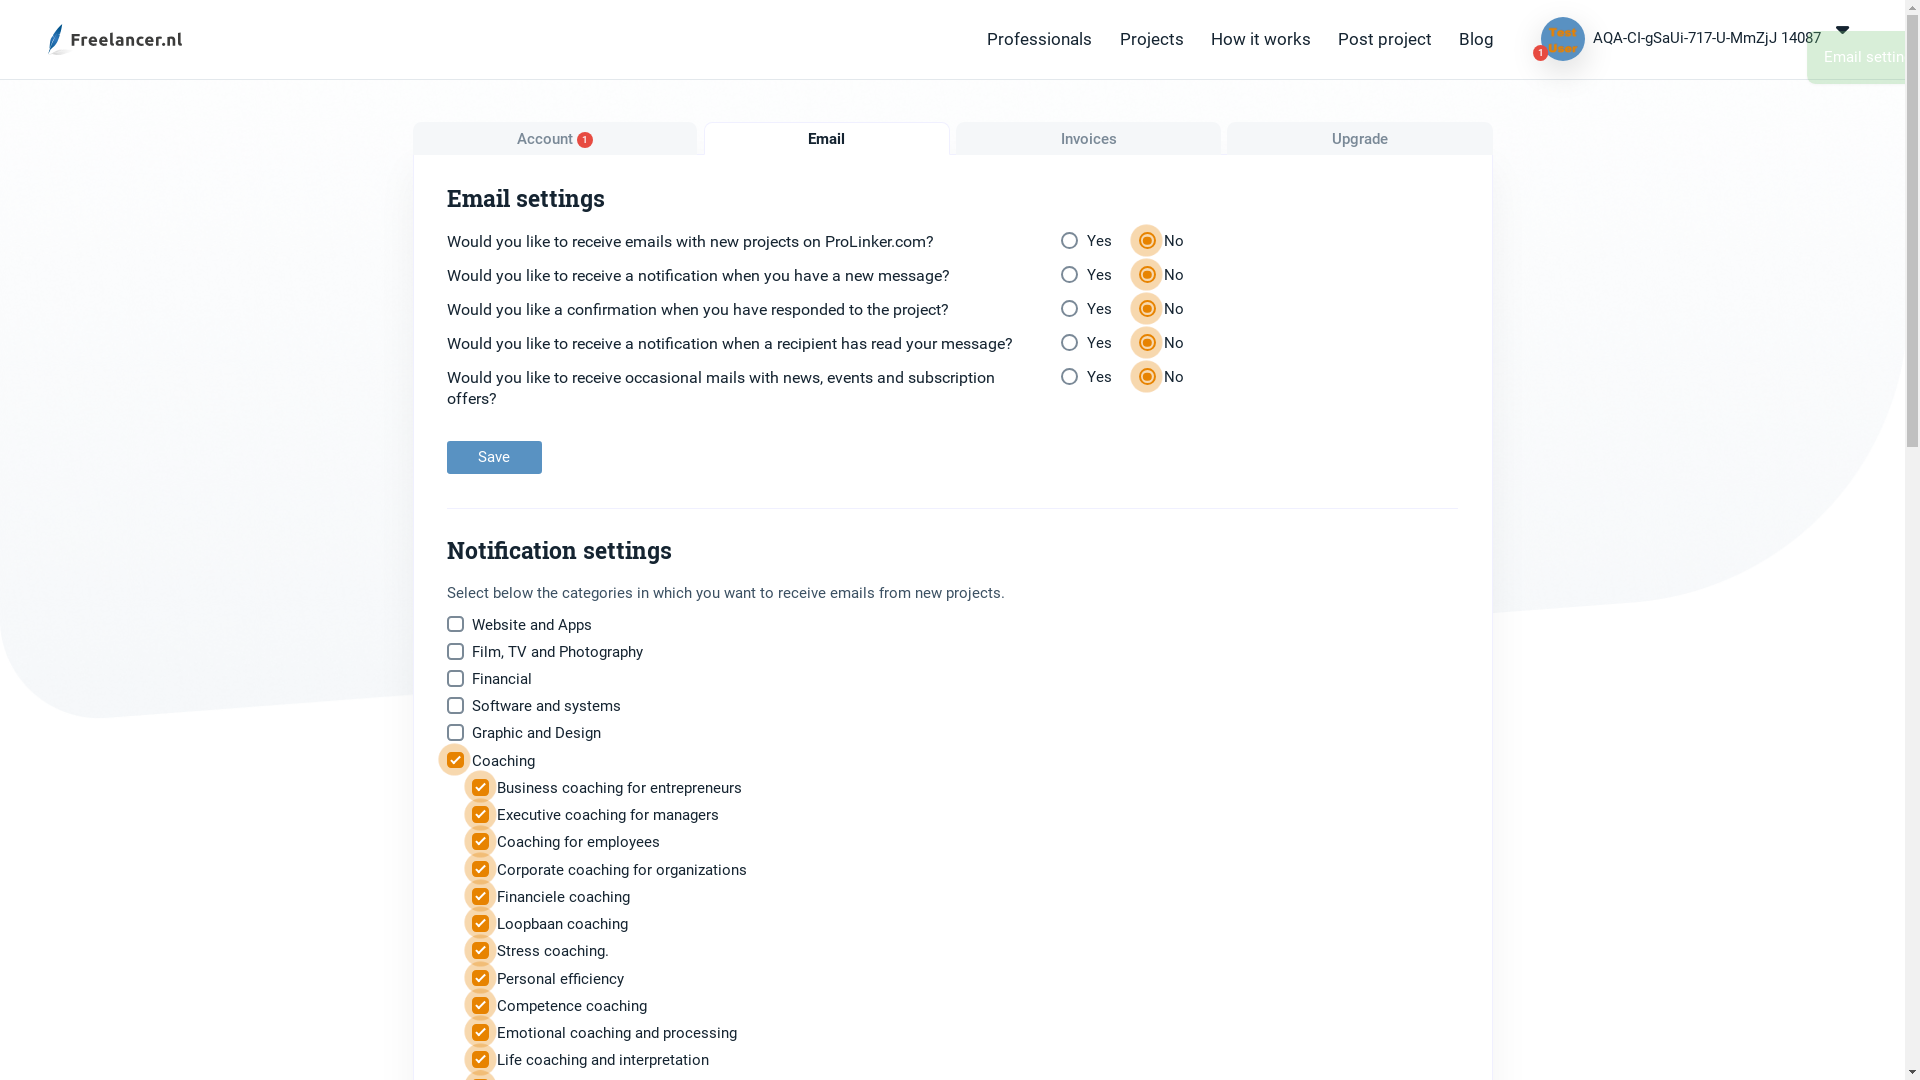 Freelancer.nl
Professionals
Projects
How it works
Post project
Blog
Test
User
1
AQA-CI-gSaUi-717-U-MmZjJ 14087
Email settin
Account 1
Email
Invoices
Upgrade
Email settings
Would you like to receive emails with new projects on ProLinker.com?
Yes
No
Would you like to receive a notification when you have a new message?
Yes
No
Would you like a confirmation when you have responded to the project?
Yes
No
Would you like to receive a notification when a recipient has read your message?
Yes
No
Would you like to receive occasional mails with news, events and subscription
offers?
Yes
No
Save
Notification settings
Select below the categories in which you want to receive emails from new projects.
Website and Apps
Film, TV and Photography
Financial
Software and systems
Graphic and Design
Coaching
Business coaching for entrepreneurs
Executive coaching for managers
Coaching for employees
Corporate coaching for organizations
Financiele coaching
Loopbaan coaching
Stress coaching.
Personal efficiency
Competence coaching
Emotional coaching and processing
Life coaching and interpretation